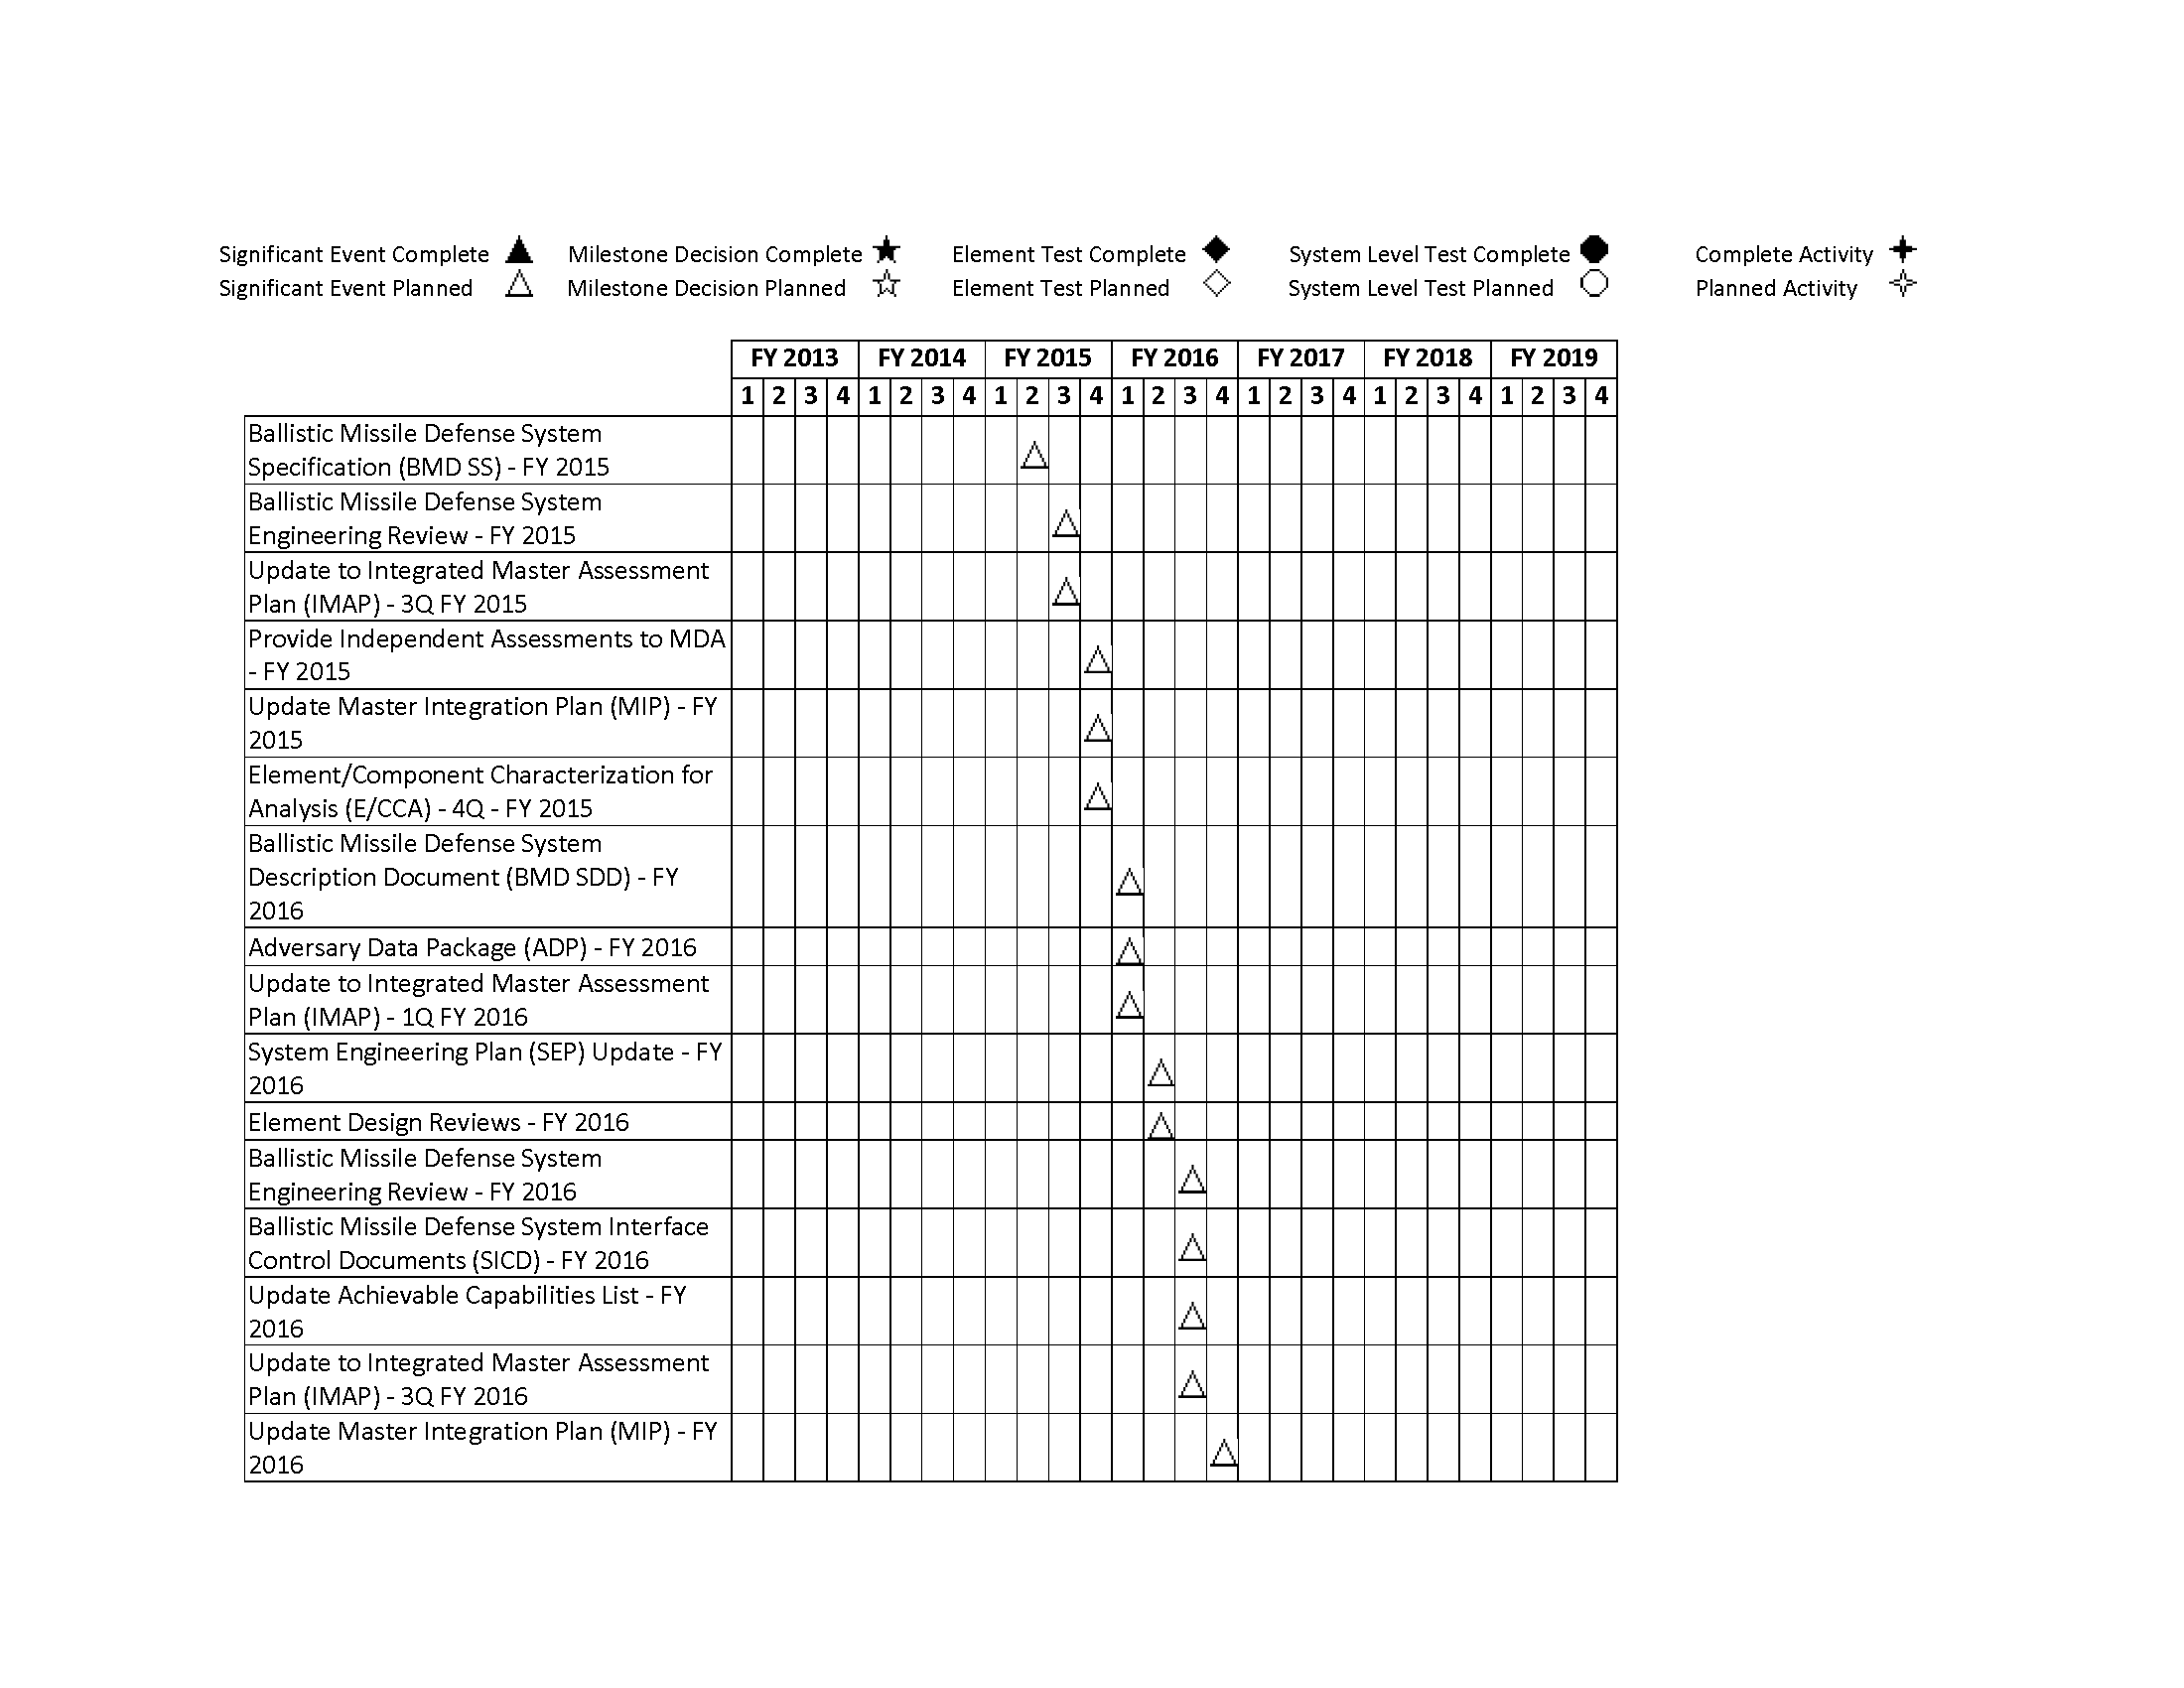 Significant Event Complete Milestone Decision Complete Element Test Complete System Level Test Complete Complete Activity
Significant Event Planned Milestone Decision Planned Element Test Planned System Level Test Planned Planned Activity
FY 2013 FY 2014 FY 2015 FY 2016 FY 2017 FY 2018 FY 2019
1 2 3 4 1 2 3 4 1 2 3 4 1 2 3 4 1 2 3 4 1 2 3 4 1 2 3 4
Ballistic Missile Defense System
Specification (BMD SS) - FY 2015
Ballistic Missile Defense System
Engineering Review - FY 2015
Update to Integrated Master Assessment
Plan (IMAP) - 3Q FY 2015
Provide Independent Assessments to MDA
- FY 2015
Update Master Integration Plan (MIP) - FY
2015
Element/Component Characterization for
Analysis (E/CCA) - 4Q - FY 2015
Ballistic Missile Defense System
Description Document (BMD SDD) - FY
2016
Adversary Data Package (ADP) - FY 2016
Update to Integrated Master Assessment
Plan (IMAP) - 1Q FY 2016
System Engineering Plan (SEP) Update - FY
2016
Element Design Reviews - FY 2016
Ballistic Missile Defense System
Engineering Review - FY 2016
Ballistic Missile Defense System Interface
Control Documents (SICD) - FY 2016
Update Achievable Capabilities List - FY
2016
Update to Integrated Master Assessment
Plan (IMAP) - 3Q FY 2016
Update Master Integration Plan (MIP) - FY
2016